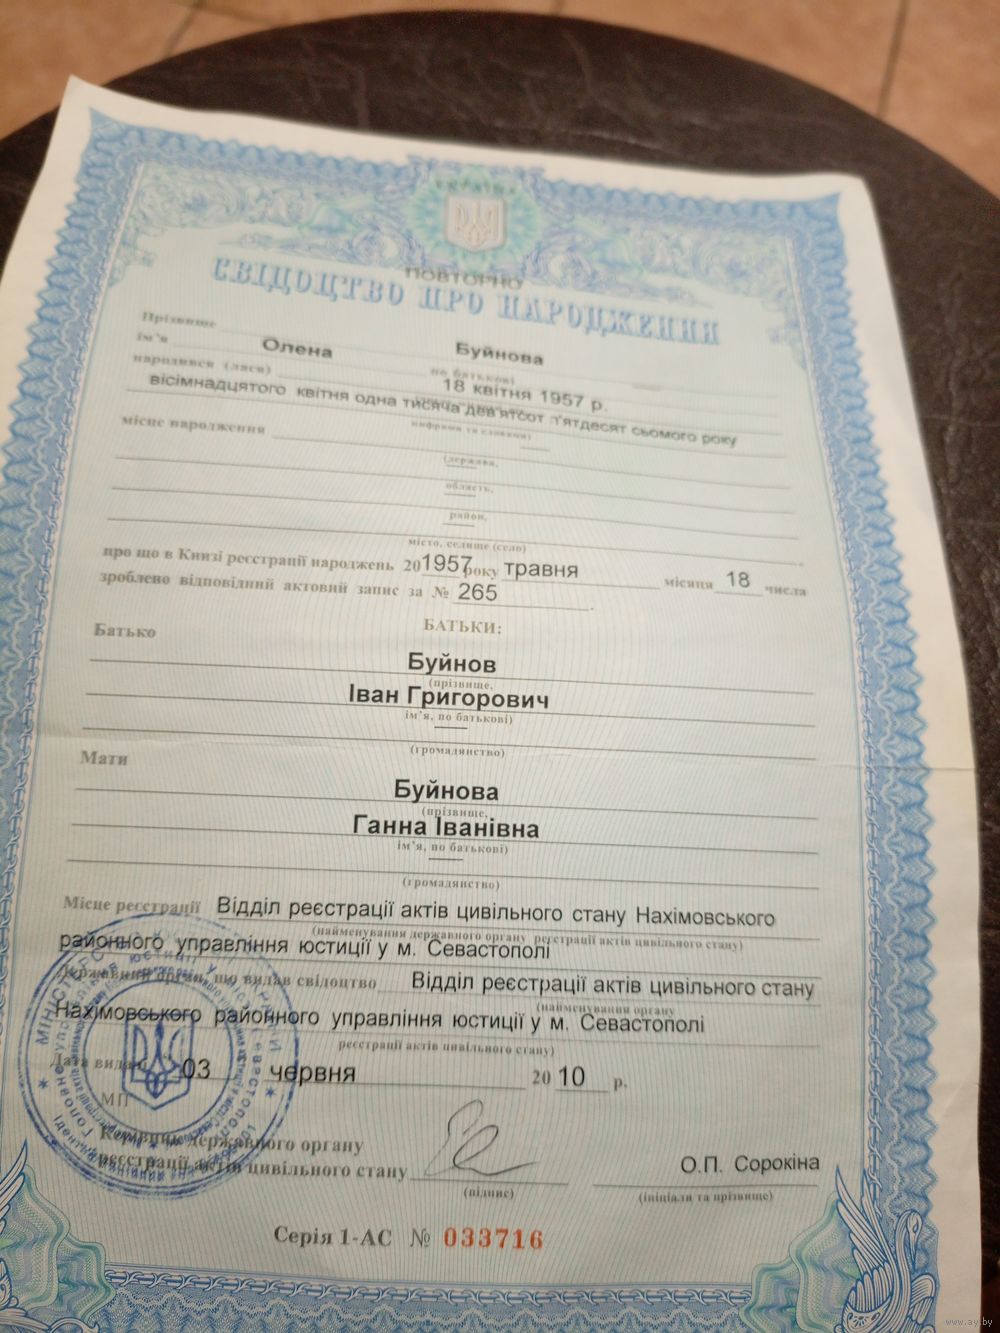 УКРАЇНА
ПОВТОРНО
СВІДОЦТВО ПРО НАРОДЖЕННЯ
Прізвище Буйнова
ім'я Олена
по батькові
народився (лася) 18 квітня 1957 р.
вісімнадцятого квітня одна тисяча дев'ятсот п'ятдесят сьомого року
цифрами та словами)
місце народження
(держава,
область,
район,
місто, селище (село)
про що в Книзі реєстрації народжень 20 1957 року травня місяця 18 числа
зроблено відповідний актовий запис за № 265
БАТЬКИ:
Батько
Буйнов
(прізвище,
Іван Григорович
ім'я, по батькові)
(громадянство)
Мати
Буйнова
(прізвище,
Ганна Іванівна
ім'я, по батькові)
(громадянство)
Місце реєстрації Відділ реєстрації актів цивільного стану Нахімовського
(найменування державного органу реєстрації актів цивільного стану)
районного управління юстиції у м. Севастополі
Державний орган, що видав свідоцтво Відділ реєстрації актів цивільного стану
(найменування органу
Нахімовського районного управління юстиції у м. Севастополі
реєстрації актів цивільного стану)
Дата видачі 03 червня 20 10 р.
МП
Керівник державного органу
реєстрації актів цивільного стану
О.П. Сорокіна
(підпис)
(ініціали та прізвище)
Серія 1-АС № 033716
www.ay.by